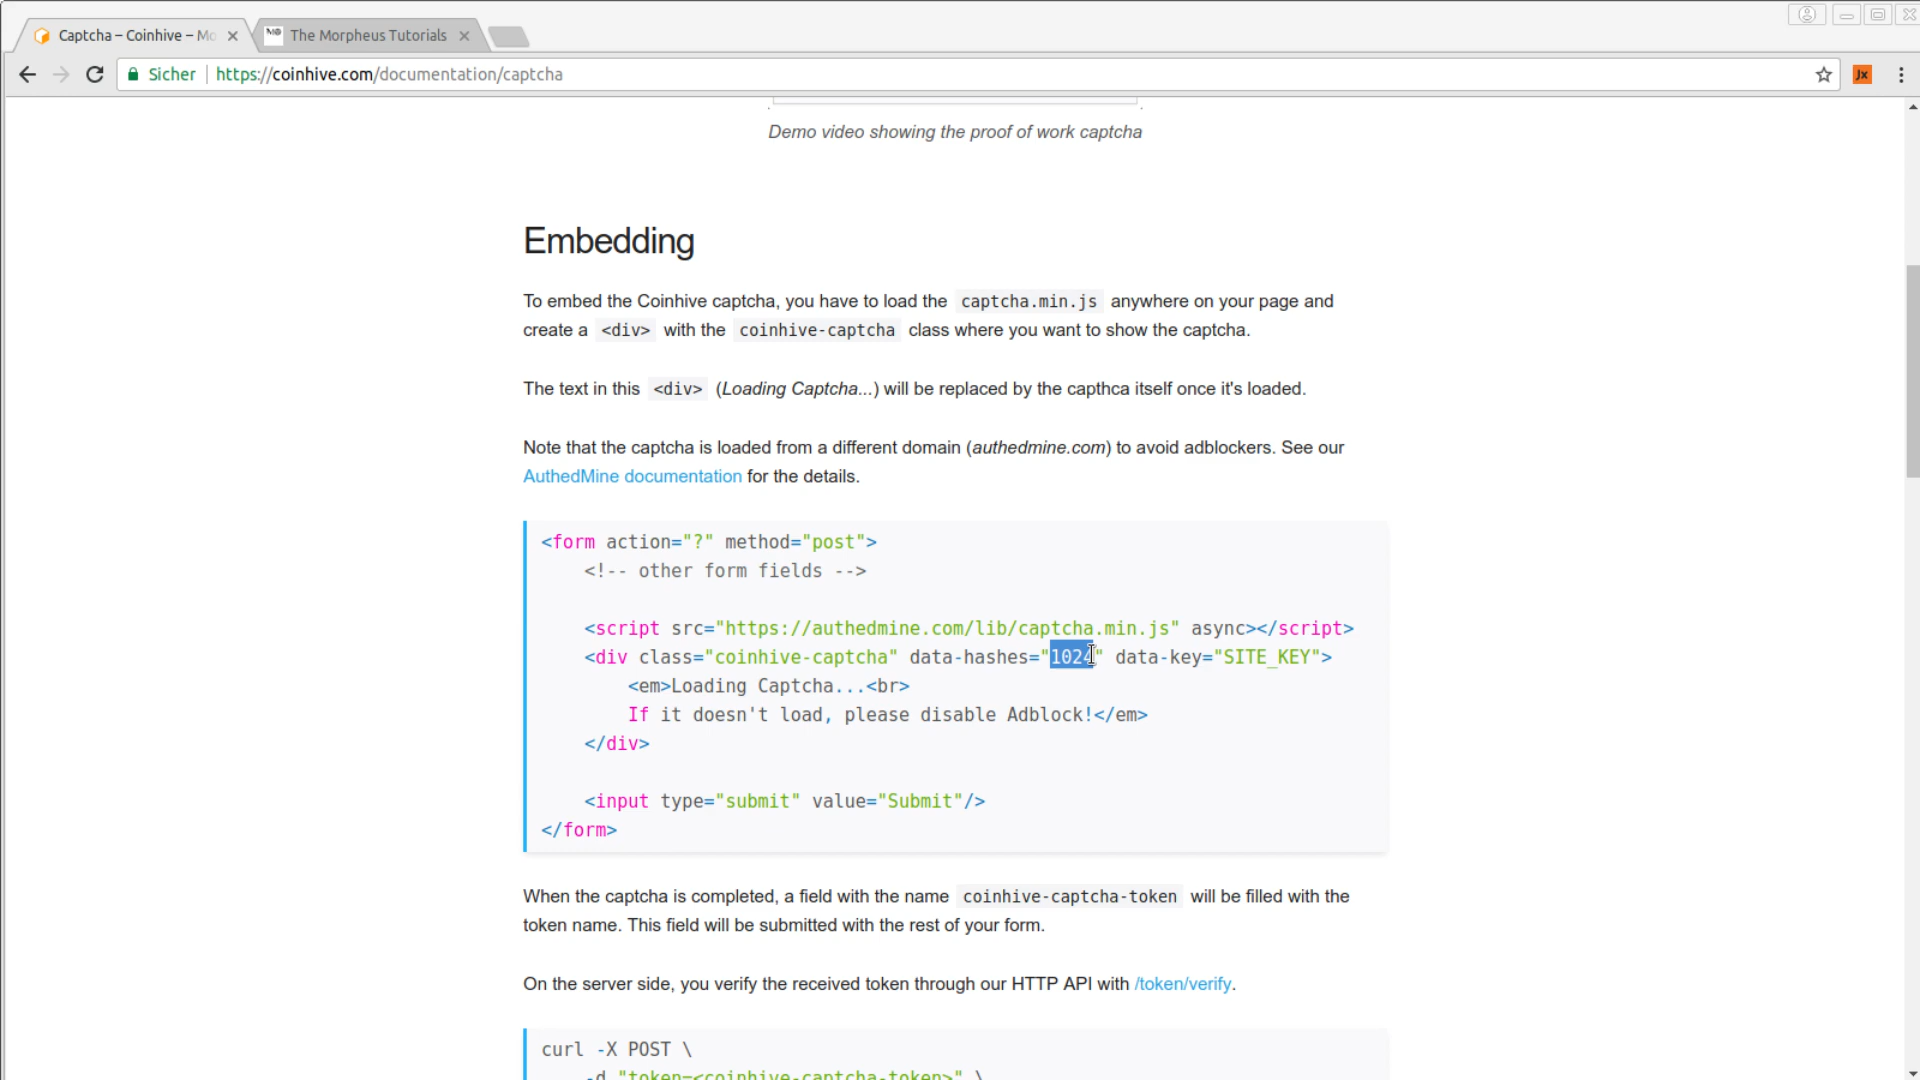 Captcha – Coinhive – Mo
The Morpheus Tutorials
Sicher https://coinhive.com/documentation/captcha
Jx
Demo video showing the proof of work captcha
Embedding
To embed the Coinhive captcha, you have to load the captcha.min.js anywhere on your page and
create a <div> with the coinhive-captcha class where you want to show the captcha.
The text in this <div> (Loading Captcha...) will be replaced by the capthca itself once it's loaded.
Note that the captcha is loaded from a different domain (authedmine.com) to avoid adblockers. See our
AuthedMine documentation for the details.
<form action="?" method="post">
<!-- other form fields -->
<script src="https://authedmine.com/lib/captcha.min.js" async></script>
<div class="coinhive-captcha" data-hashes="1024" data-key="SITE_KEY">
<em>Loading Captcha...<br>
If it doesn't load, please disable Adblock!</em>
</div>
<input type="submit" value="Submit"/>
</form>
When the captcha is completed, a field with the name coinhive-captcha-token will be filled with the
token name. This field will be submitted with the rest of your form.
On the server side, you verify the received token through our HTTP API with /token/verify.
curl -X POST \
-d "token=<coinhive-captcha-token>" \